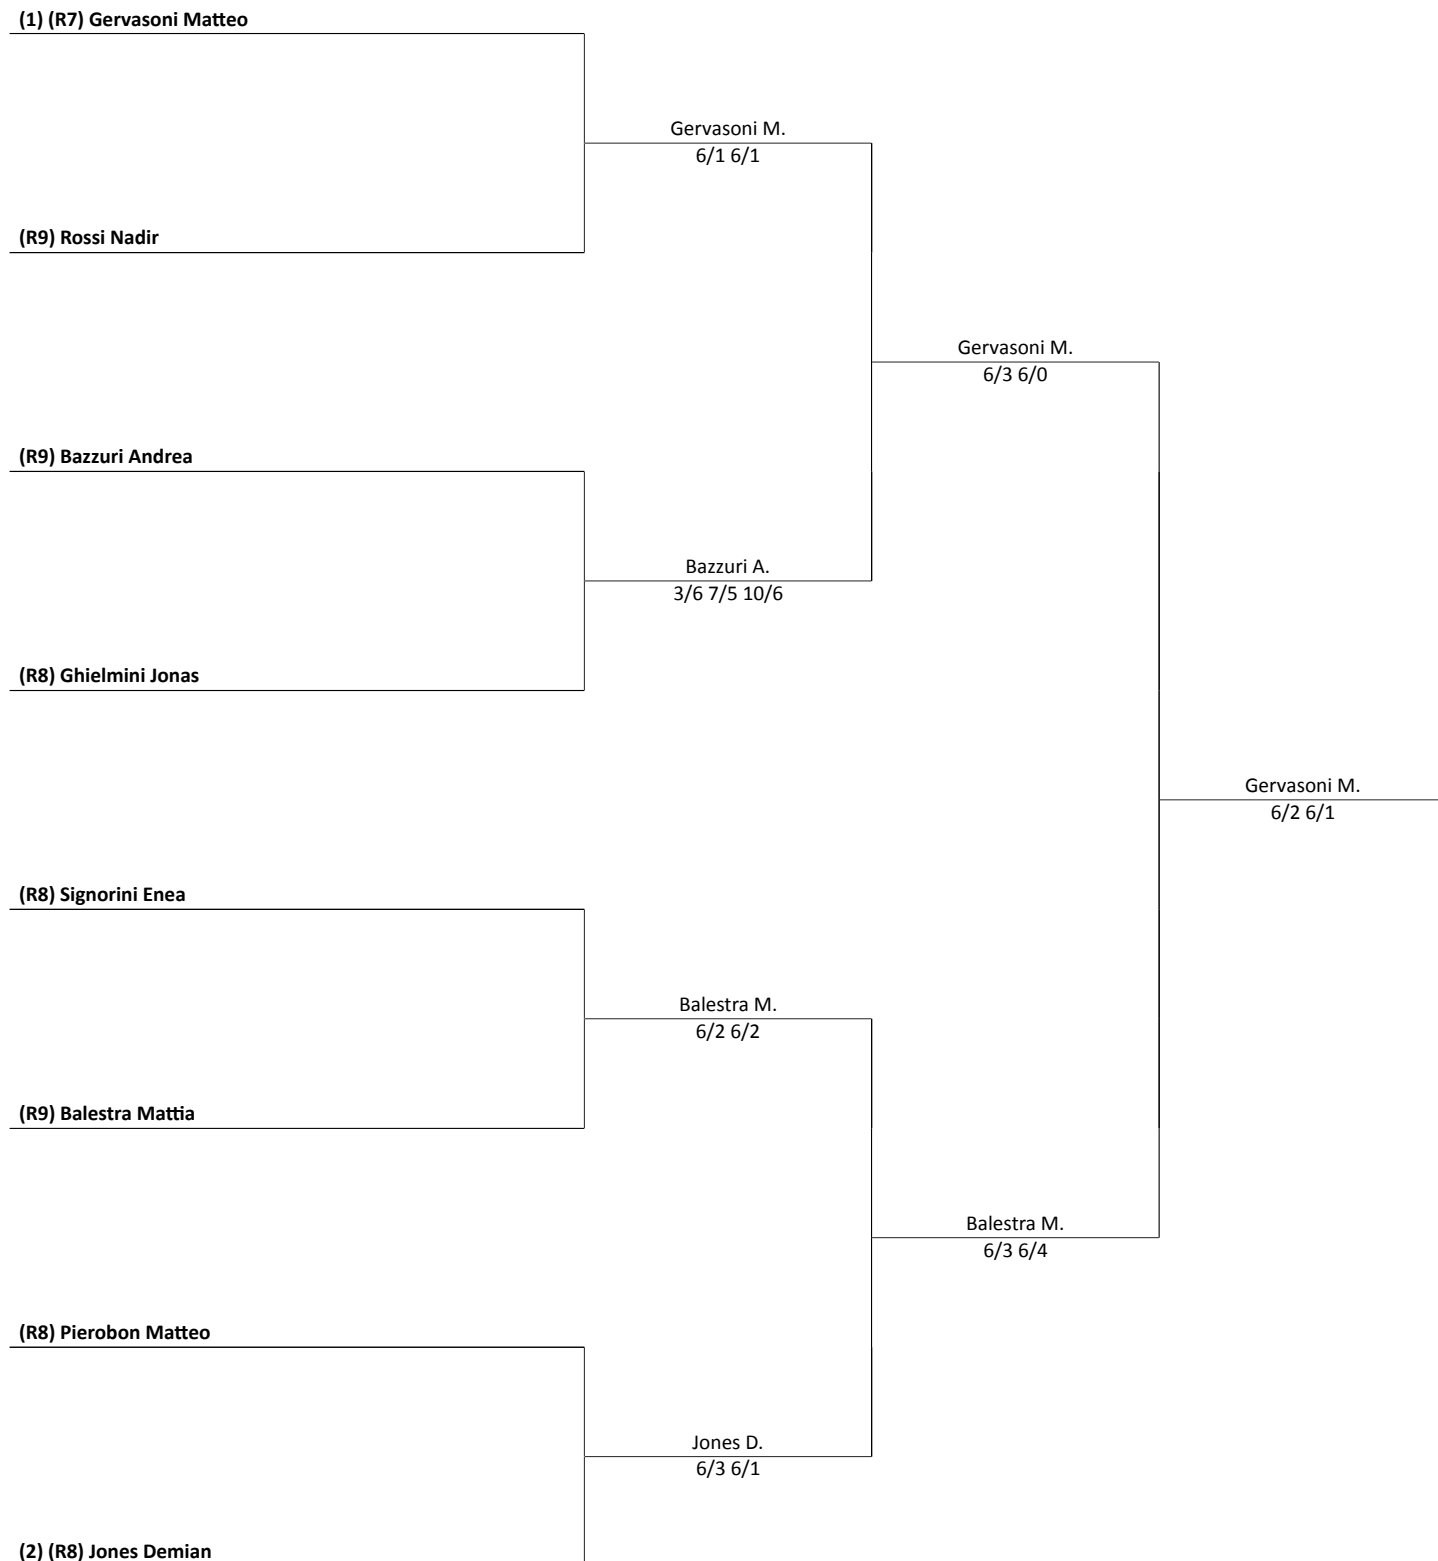 (1) (R7) Gervasoni Matteo
Gervasoni M.
6/1 6/1
(R9) Rossi Nadir
Gervasoni M.
6/3 6/0
(R9) Bazzuri Andrea
Bazzuri A.
3/6 7/5 10/6
(R8) Ghielmini Jonas
Gervasoni M.
6/2 6/1
(R8) Signorini Enea
Balestra M.
6/2 6/2
(R9) Balestra Mattia
Balestra M.
6/3 6/4
(R8) Pierobon Matteo
Jones D.
6/3 6/1
(2) (R8) Jones Demian